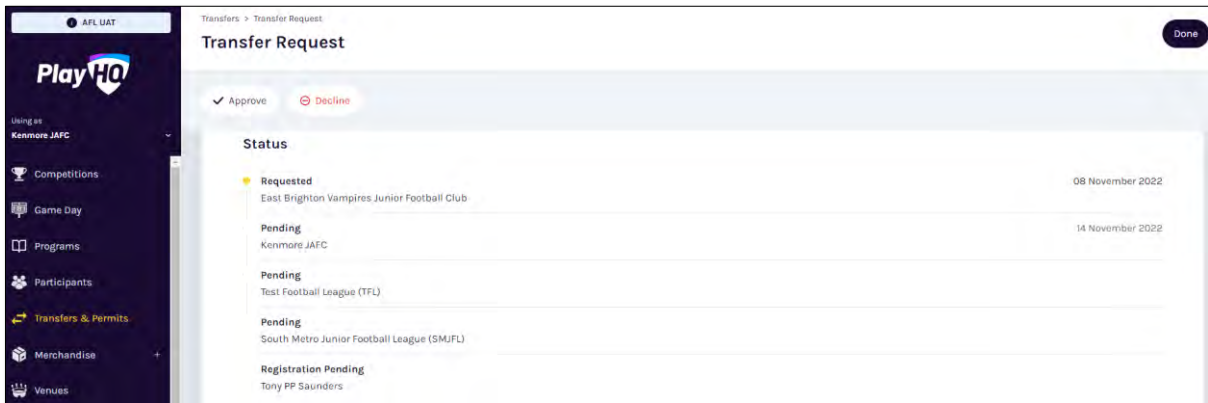 AFL UAT
PlayHQ
Using as
Kenmore JAFC
Competitions
Game Day
Programs
Participants
Transfers & Permits
Merchandise +
Venues
Transfers > Transfer Request
Transfer Request
Done
Approve Decline
Status
Requested 08 November 2022
East Brighton Vampires Junior Football Club
Pending 14 November 2022
Kenmore JAFC
Pending
Test Football League (TFL)
Pending
South Metro Junior Football League (SMJFL)
Registration Pending
Tony PP Saunders